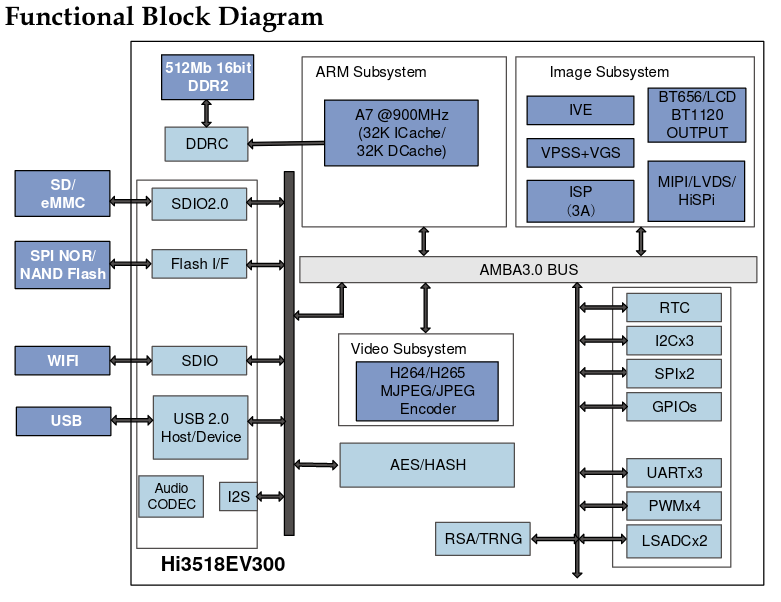 Functional Block Diagram
512Mb 16bit
DDR2
DDRC
ARM Subsystem
A7 @900MHz
(32K ICache/
32K DCache)
Image Subsystem
IVE
VPSS+VGS
ISP
(3A)
BT656/LCD
BT1120
OUTPUT
MIPI/LVDS/
HiSPi
SD/
eMMC
SDIO2.0
SPI NOR/
NAND Flash
Flash I/F
WIFI
SDIO
USB
USB 2.0
Host/Device
Audio
CODEC
I2S
AMBA3.0 BUS
Video Subsystem
H264/H265
MJPEG/JPEG
Encoder
AES/HASH
RSA/TRNG
RTC
I2Cx3
SPIx2
GPIOs
UARTx3
PWMx4
LSADCx2
Hi3518EV300